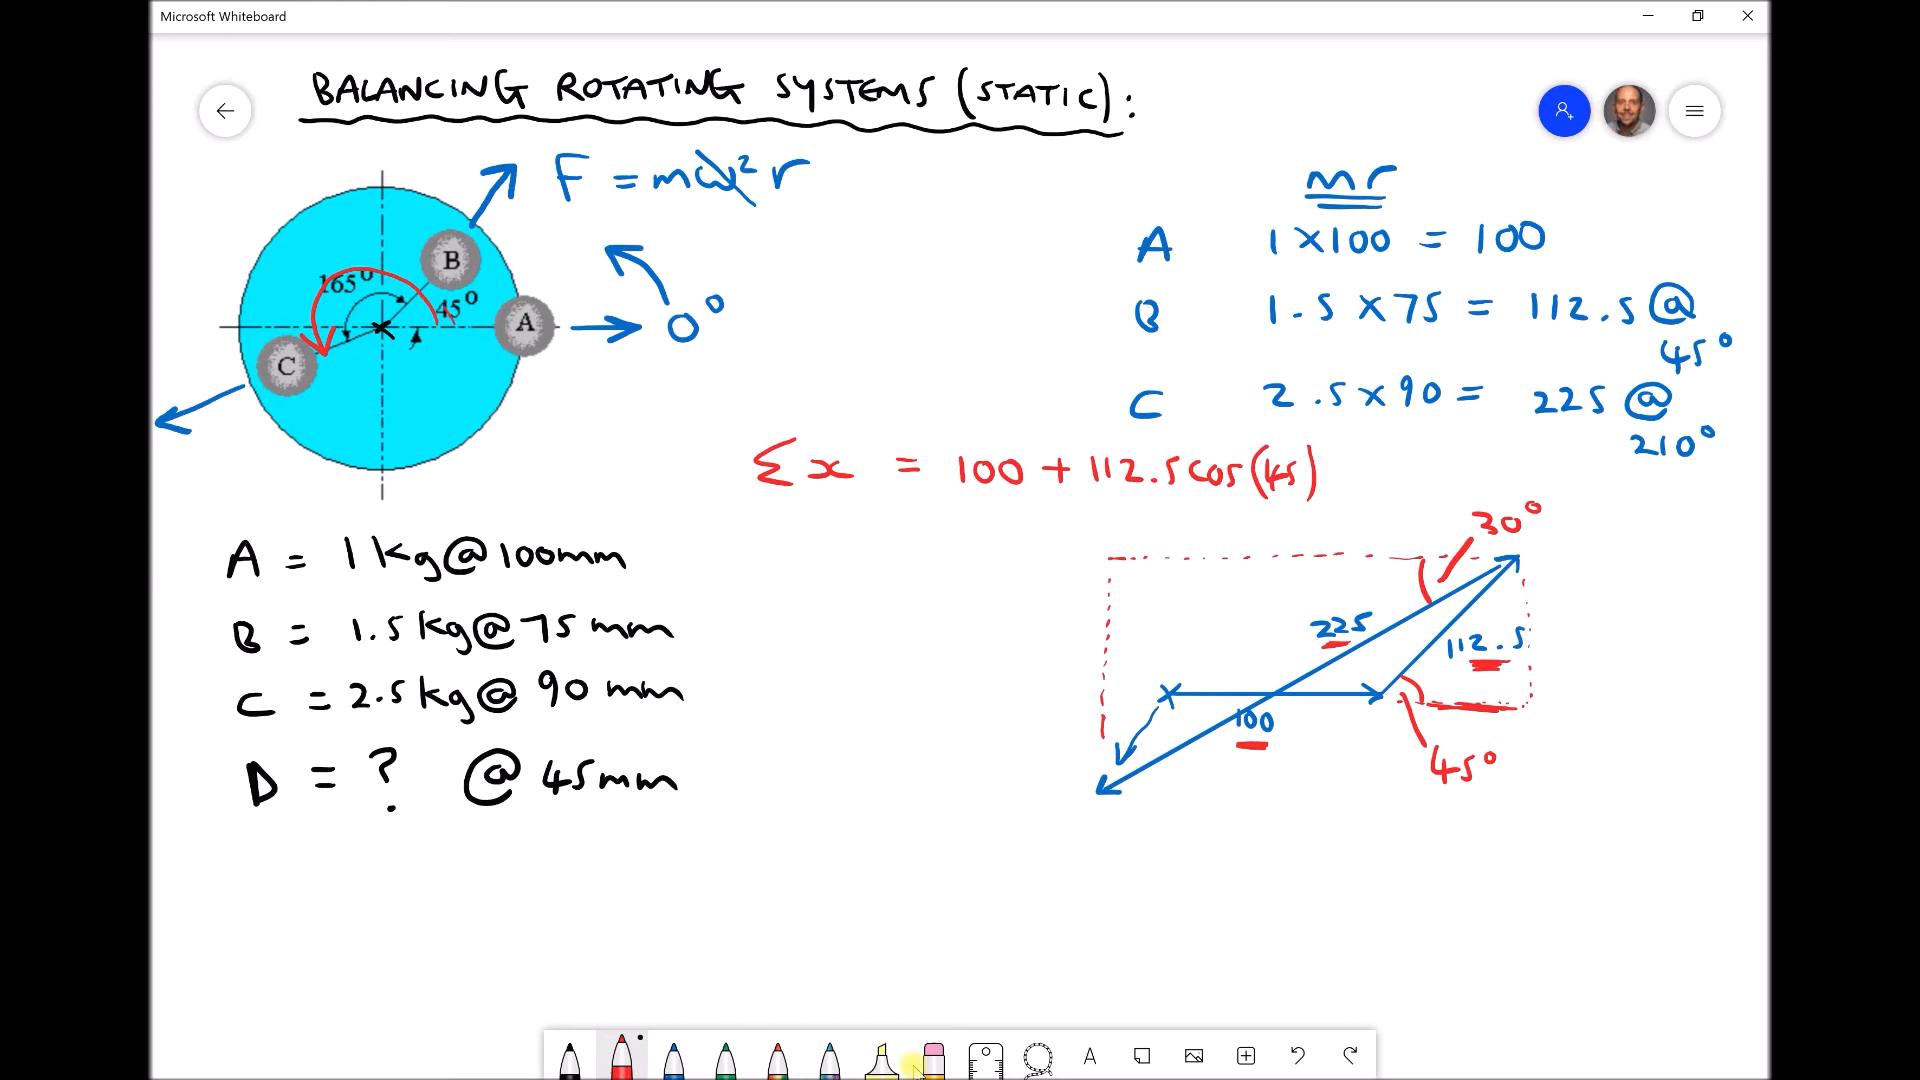 Microsoft Whiteboard
BALANCING ROTATING SYSTEMS (STATIC):
F = mω²r
mr
A 1 × 100 = 100
B 1.5 × 75 = 112.5 @ 45°
C 2.5 × 90 = 225 @ 210°
B
165°
45°
A
0°
C
Σx = 100 + 112.5cos(45)
30°
225
112.5
100
45°
A = 1kg@100mm
B = 1.5kg@75mm
C = 2.5kg@90mm
D = ? @45mm
A